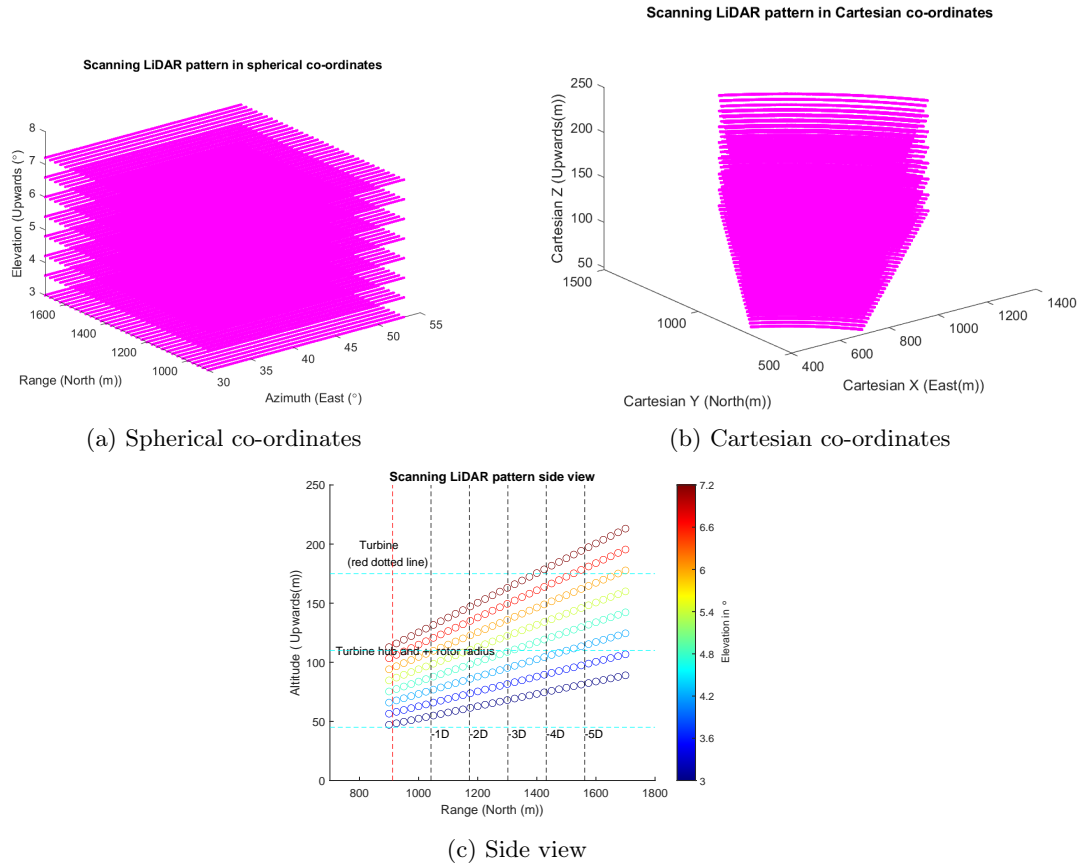 Scanning LiDAR pattern in spherical co-ordinates
8
7
6
5
4
3
Elevation (Upwards (°)
1600
1400
1200
1000
Range (North (m))
30
35
40
45
50
55
Azimuth (East (°)
(a) Spherical co-ordinates
Scanning LiDAR pattern in Cartesian co-ordinates
250
200
150
100
50
Cartesian Z (Upwards(m))
1500
1000
500
Cartesian Y (North(m))
400
600
800
1000
1200
1400
Cartesian X (East(m))
(b) Cartesian co-ordinates
Scanning LiDAR pattern side view
250
200
150
100
50
0
Altitude ( Upwards(m))
Turbine
(red dotted line)
Turbine hub and +- rotor radius
-1D
-2D
-3D
-4D
-5D
800
1000
1200
1400
1600
1800
Range (North (m))
7.2
6.6
6
5.4
4.8
4.2
3.6
3
Elevation in °
(c) Side view